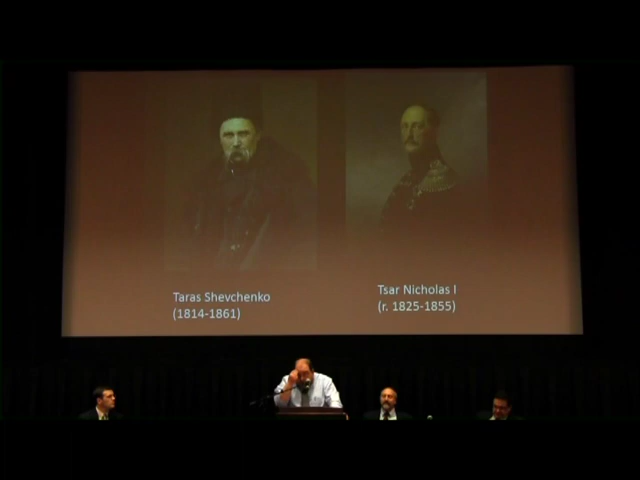 Taras Shevchenko
(1814-1861)
Tsar Nicholas I
(r. 1825-1855)